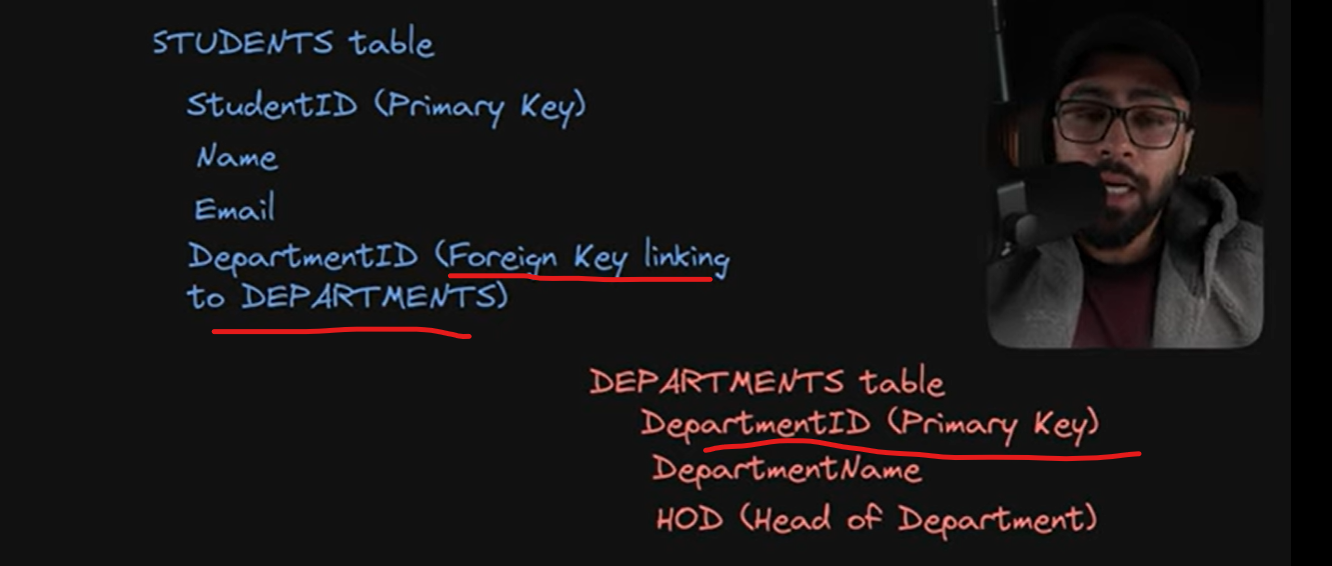 STUDENTS table
StudentID (Primary Key)
Name
Email
DepartmentID (Foreign Key linking
to DEPARTMENTS)
DEPARTMENTS table
DepartmentID (Primary Key)
DepartmentName
HOD (Head of Department)